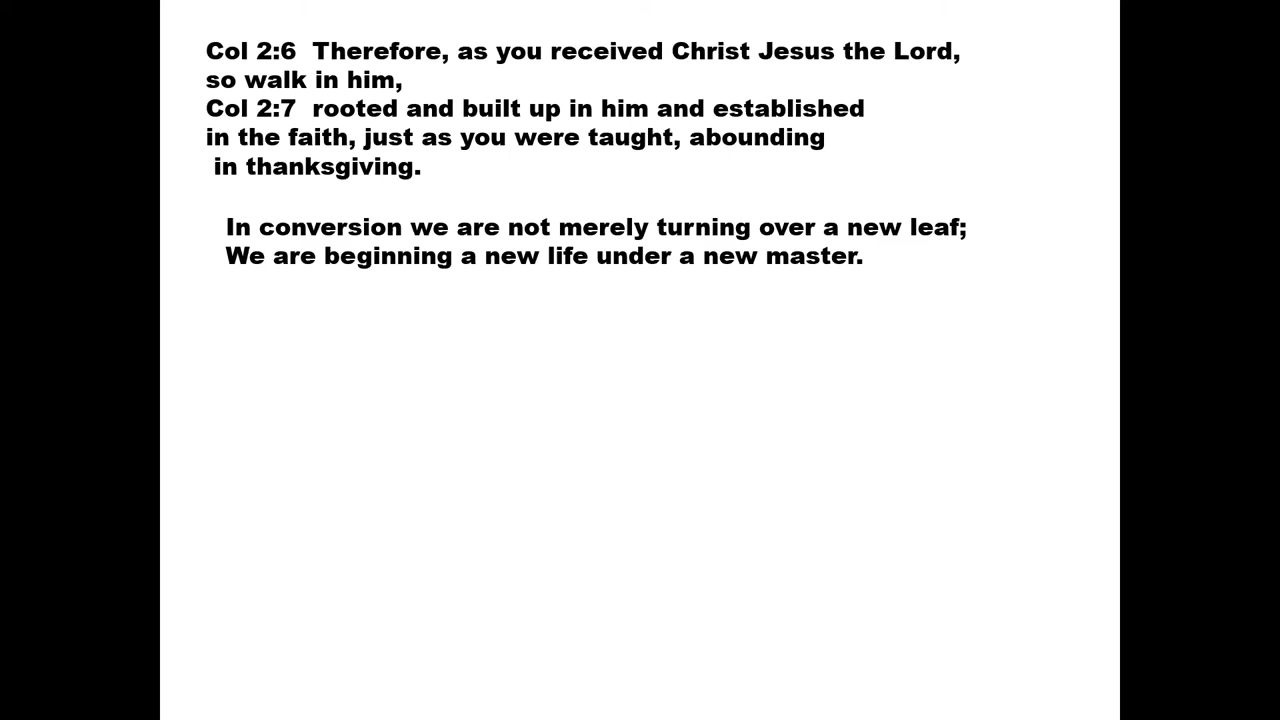 Col 2:6  Therefore, as you received Christ Jesus the Lord,
so walk in him,
Col 2:7  rooted and built up in him and established
in the faith, just as you were taught, abounding
in thanksgiving.
In conversion we are not merely turning over a new leaf;
We are beginning a new life under a new master.